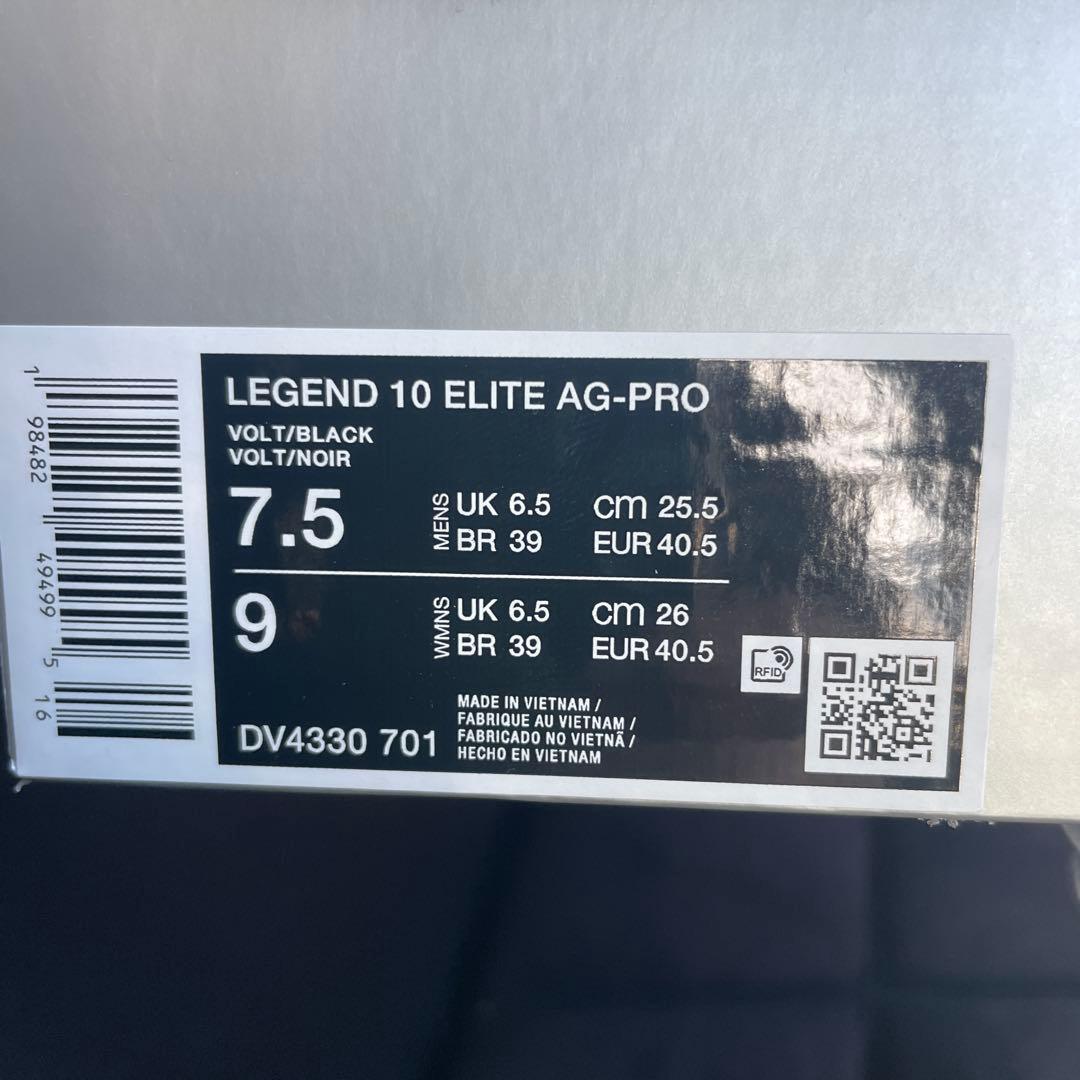 LEGEND 10 ELITE AG-PRO
VOLT/BLACK
VOLT/NOIR
7.5
MENS
UK 6.5 cm 25.5
BR 39 EUR 40.5
9
WMNS
UK 6.5 cm 26
BR 39 EUR 40.5
RFID
DV4330 701
MADE IN VIETNAM /
FABRIQUE AU VIETNAM /
FABRICADO NO VIETNÃ /
HECHO EN VIETNAM
1 98482 49499 5 16